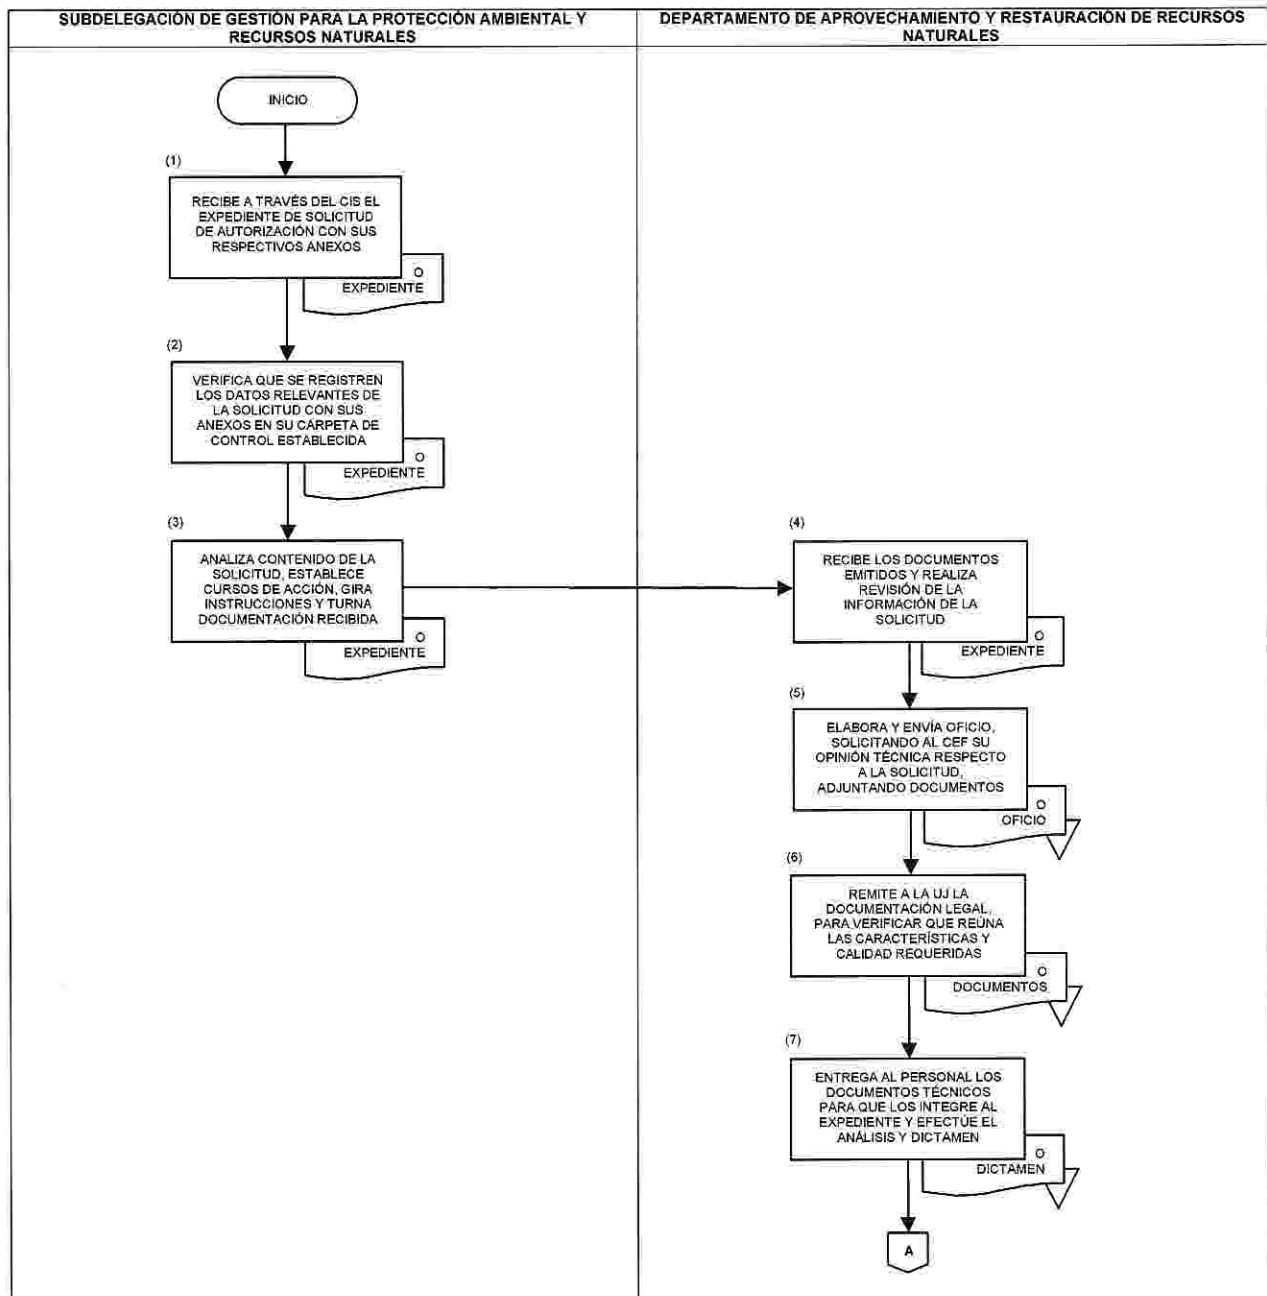 SUBDELEGACIÓN DE GESTIÓN PARA LA PROTECCIÓN AMBIENTAL Y
RECURSOS NATURALES
DEPARTAMENTO DE APROVECHAMIENTO Y RESTAURACIÓN DE RECURSOS
NATURALES
INICIO
(1)
RECIBE A TRAVÉS DEL CIS EL
EXPEDIENTE DE SOLICITUD
DE AUTORIZACIÓN CON SUS
RESPECTIVOS ANEXOS
O
EXPEDIENTE
(2)
VERIFICA QUE SE REGISTREN
LOS DATOS RELEVANTES DE
LA SOLICITUD CON SUS
ANEXOS EN SU CARPETA DE
CONTROL ESTABLECIDA
O
EXPEDIENTE
(3)
ANALIZA CONTENIDO DE LA
SOLICITUD, ESTABLECE
CURSOS DE ACCIÓN, GIRA
INSTRUCCIONES Y TURNA
DOCUMENTACIÓN RECIBIDA
O
EXPEDIENTE
(4)
RECIBE LOS DOCUMENTOS
EMITIDOS Y REALIZA
REVISIÓN DE LA
INFORMACIÓN DE LA
SOLICITUD
O
EXPEDIENTE
(5)
ELABORA Y ENVÍA OFICIO,
SOLICITANDO AL CEF SU
OPINIÓN TÉCNICA RESPECTO
A LA SOLICITUD,
ADJUNTANDO DOCUMENTOS
O
OFICIO
(6)
REMITE A LA UJ LA
DOCUMENTACIÓN LEGAL,
PARA VERIFICAR QUE REÚNA
LAS CARACTERÍSTICAS Y
CALIDAD REQUERIDAS
O
DOCUMENTOS
(7)
ENTREGA AL PERSONAL LOS
DOCUMENTOS TÉCNICOS
PARA QUE LOS INTEGRE AL
EXPEDIENTE Y EFECTÚE EL
ANÁLISIS Y DICTAMEN
O
DICTAMEN
A